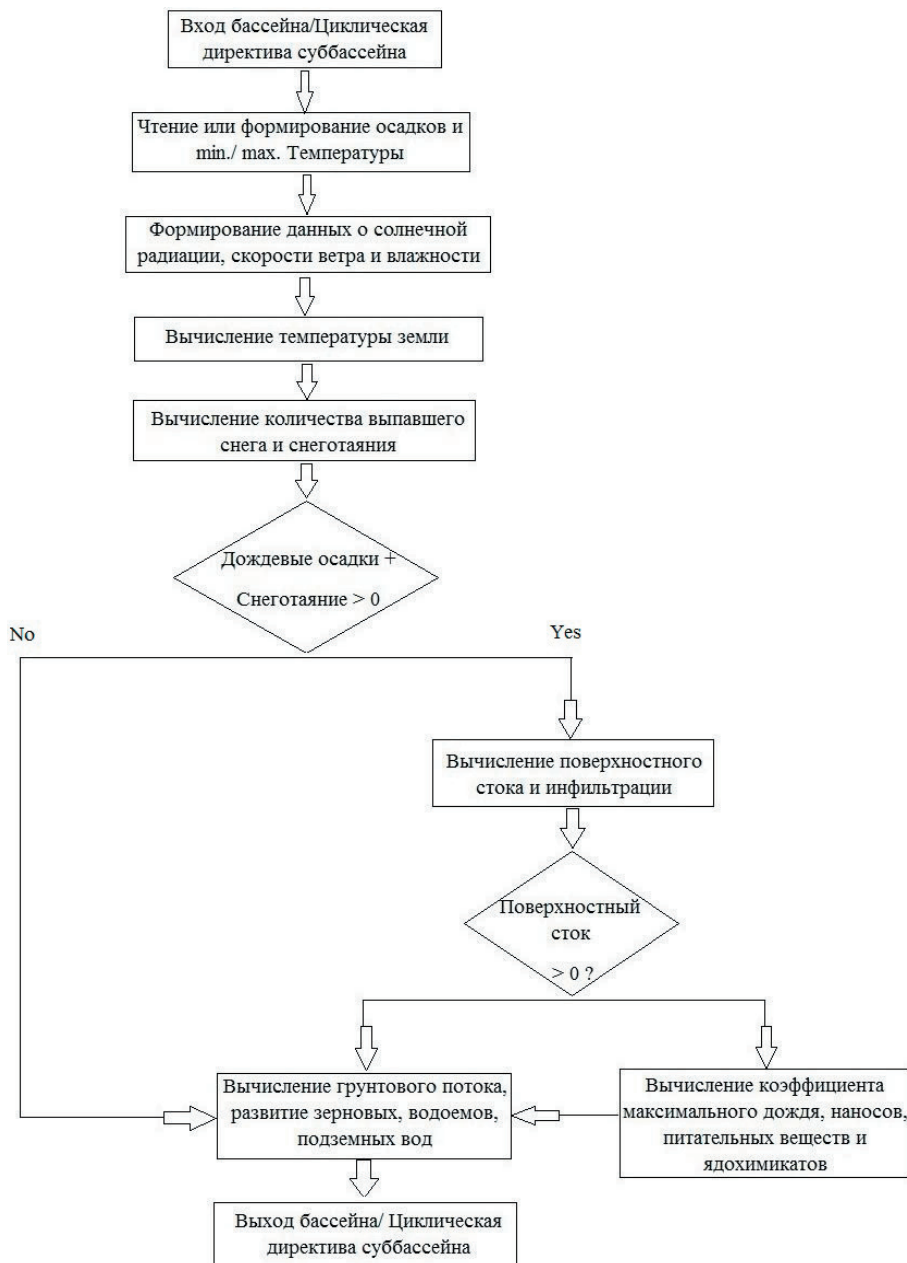 Вход бассейна/Циклическая
директива суббассейна
Чтение или формирование осадков и
min./ max. Температуры
Формирование данных о солнечной
радиации, скорости ветра и влажности
Вычисление температуры земли
Вычисление количества выпавшего
снега и снеготаяния
Дождевые осадки +
Снеготаяние > 0
No
Yes
Вычисление поверхностного
стока и инфильтрации
Поверхностный
сток
> 0 ?
Вычисление грунтового потока,
развитие зерновых, водоемов,
подземных вод
Вычисление коэффициента
максимального дождя, наносов,
питательных веществ и
ядохимикатов
Выход бассейна/ Циклическая
директива суббассейна